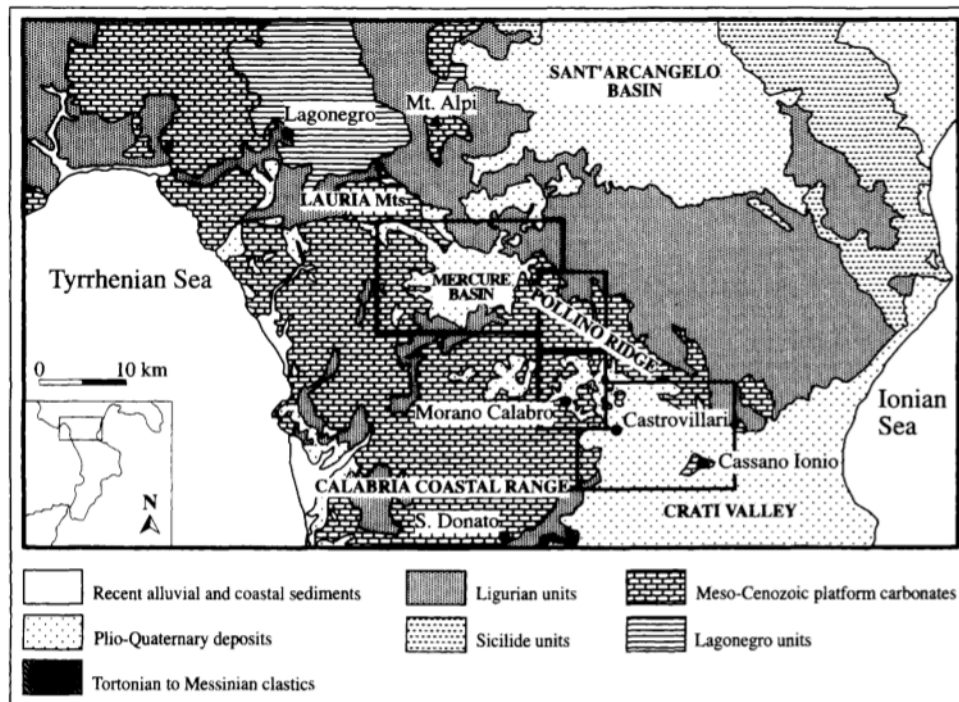 SANT'ARCANGELO
BASIN
Mt. Alpi
Lagonegro
LAURIA Mts
Tyrrhenian Sea
MERCURE
BASIN
POLLINO RIDGE
0 10 km
Morano Calabro
Castrovillari
Ionian
Sea
Cassano Ionio
CALABRIA COASTAL RANGE
N
S. Donato
CRATI VALLEY
Recent alluvial and coastal sediments
Ligurian units
Meso-Cenozoic platform carbonates
Plio-Quaternary deposits
Sicilide units
Lagonegro units
Tortonian to Messinian clastics